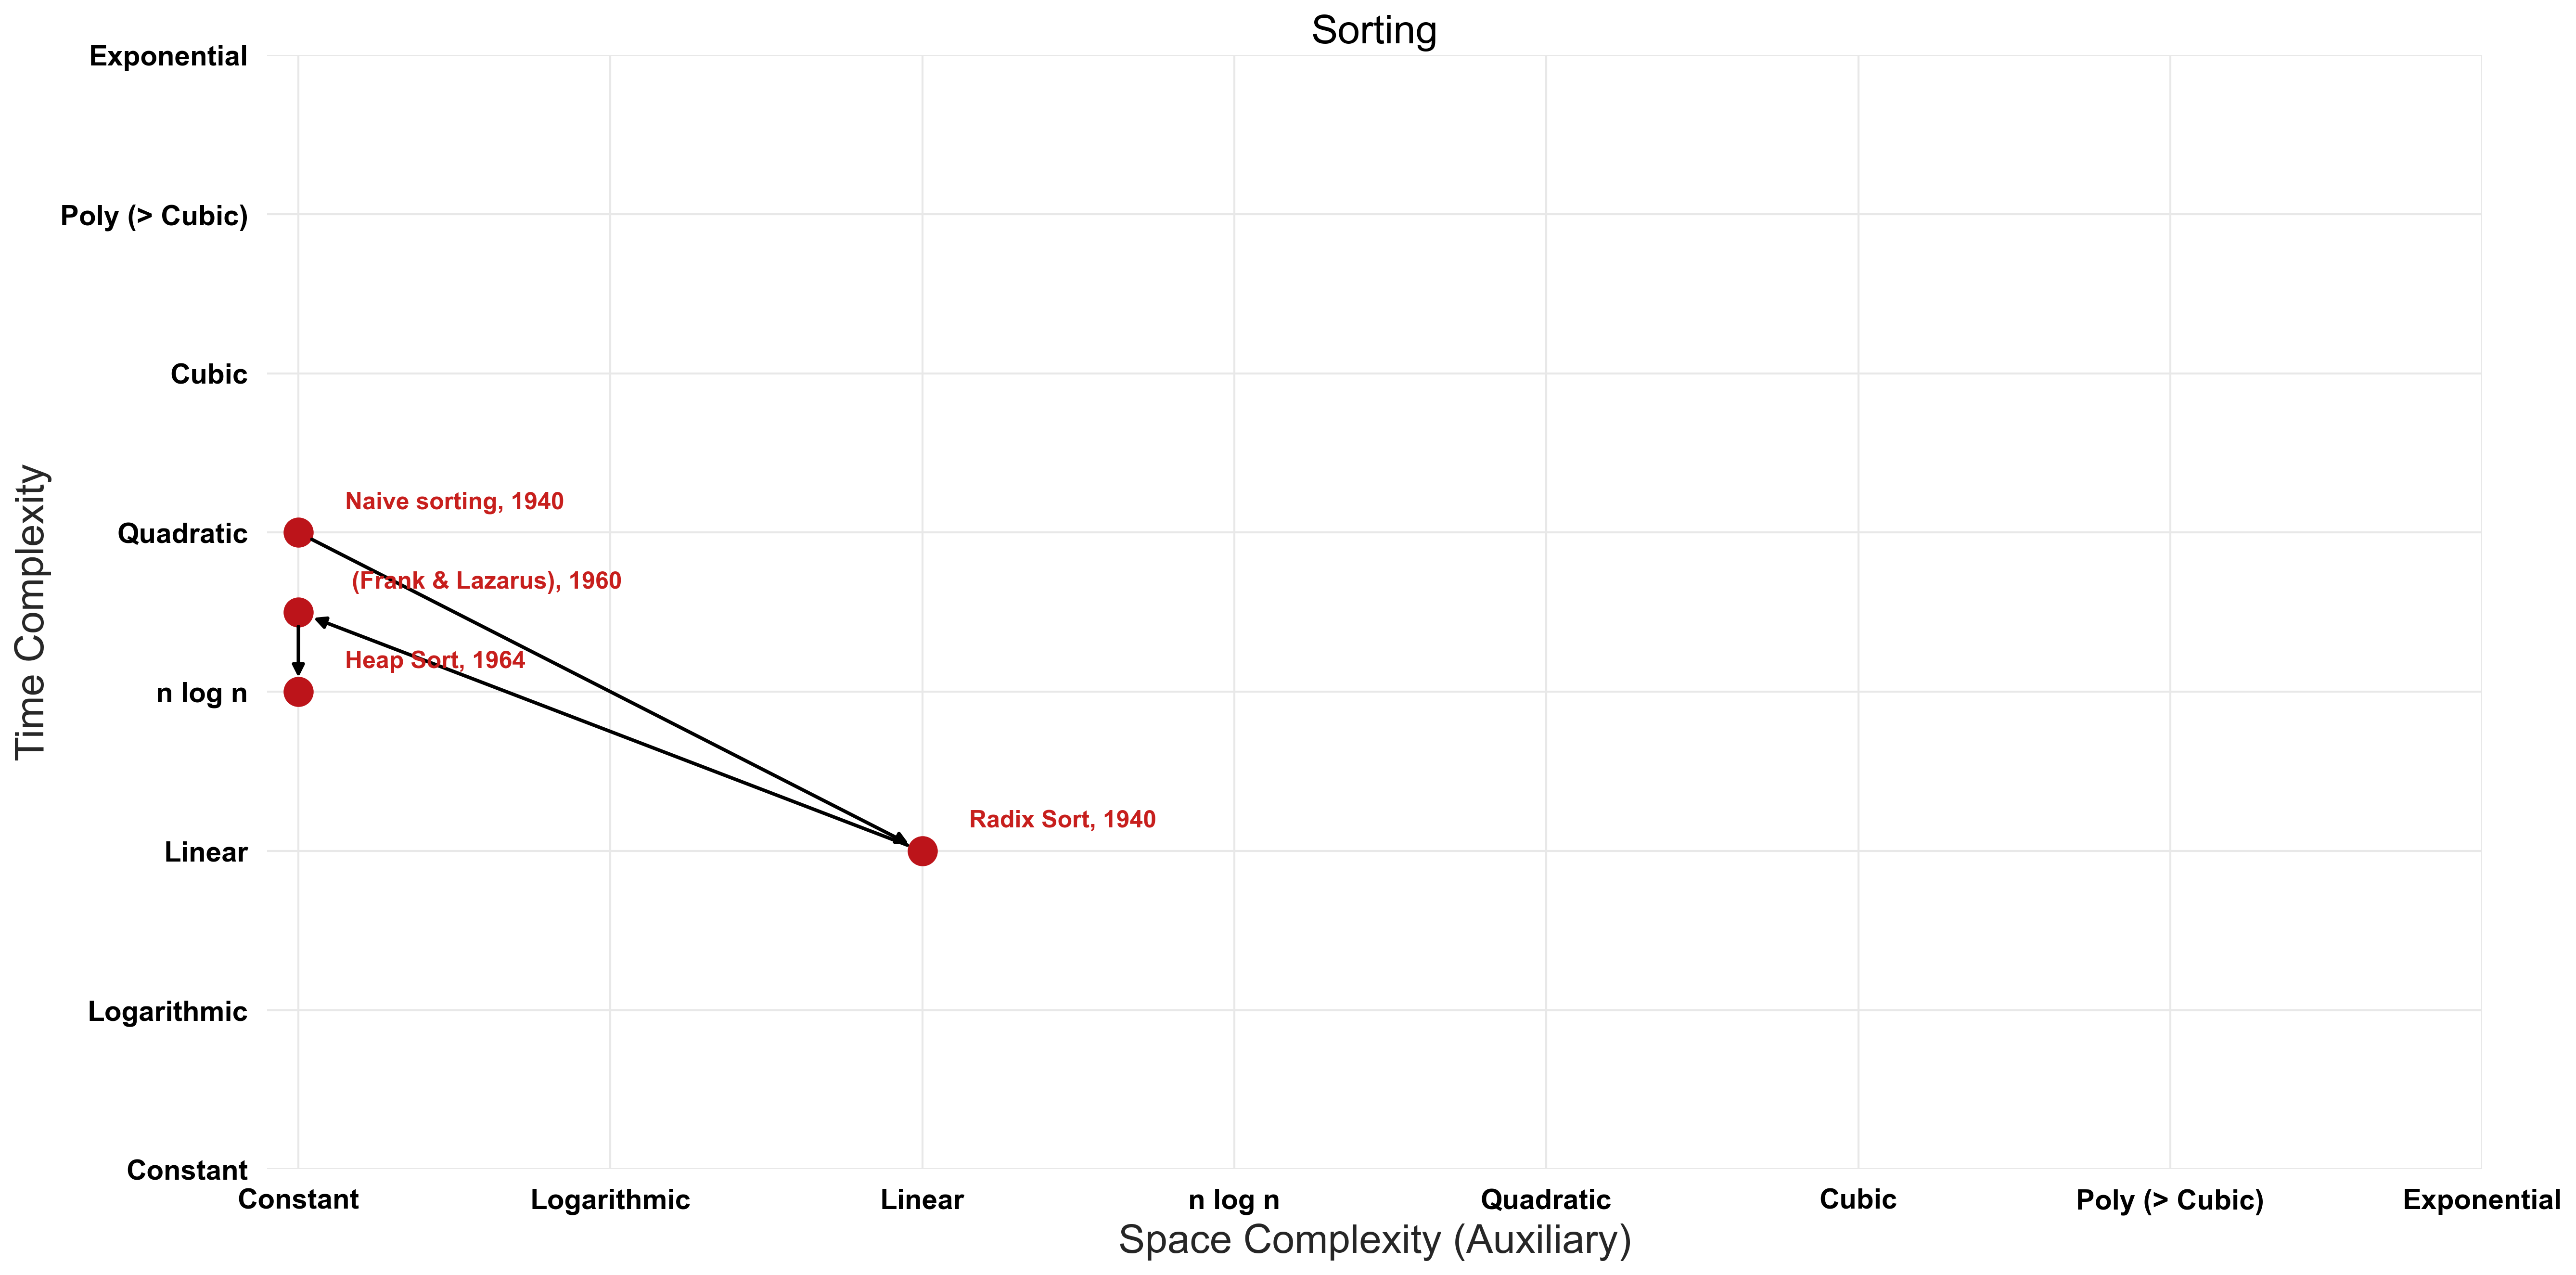 Sorting
Exponential
Poly (> Cubic)
Cubic
Quadratic
n log n
Linear
Logarithmic
Constant
Time Complexity
Naive sorting, 1940
(Frank & Lazarus), 1960
Heap Sort, 1964
Radix Sort, 1940
Constant
Logarithmic
Linear
n log n
Quadratic
Cubic
Poly (> Cubic)
Exponential
Space Complexity (Auxiliary)